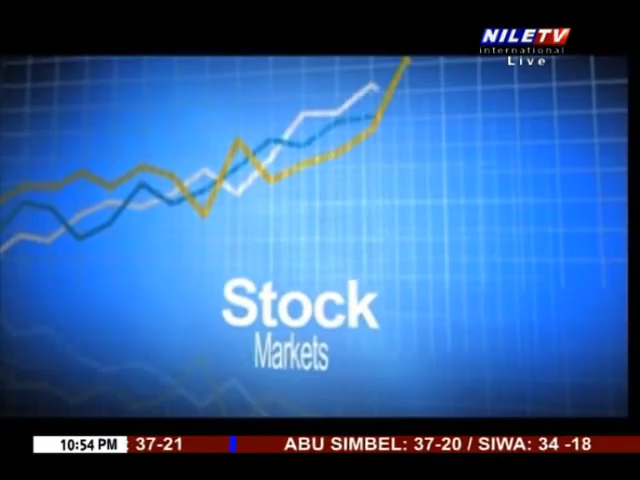 NILETV
international
Live
Stock
Markets
10:54 PM 37-21 ABU SIMBEL: 37-20 / SIWA: 34 -18